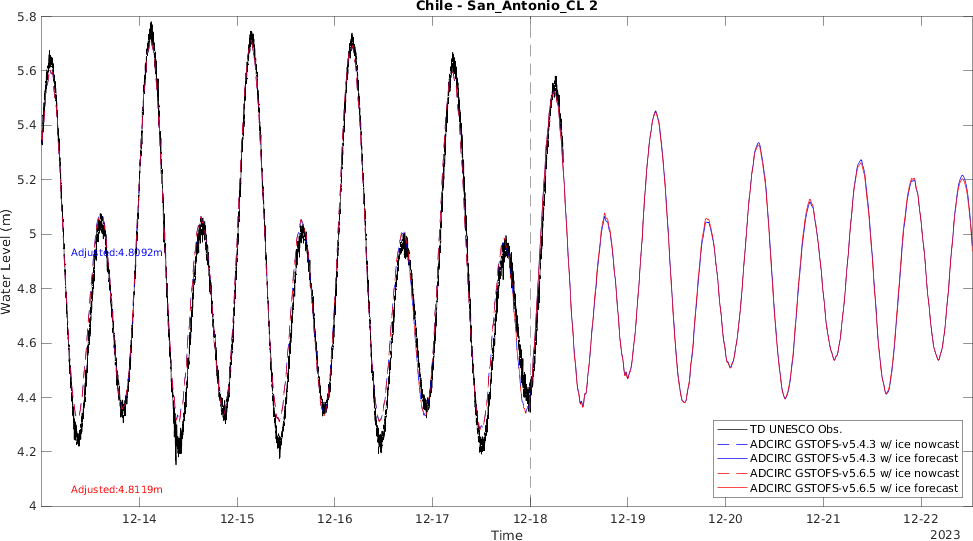 Chile - San_Antonio_CL 2
5.8
5.6
5.4
5.2
5
4.8
4.6
4.4
4.2
4
Water Level (m)
Adjusted:4.8092m
Adjusted:4.8119m
TD UNESCO Obs.
ADCIRC GSTOFS-v5.4.3 w/ ice nowcast
ADCIRC GSTOFS-v5.4.3 w/ ice forecast
ADCIRC GSTOFS-v5.6.5 w/ ice nowcast
ADCIRC GSTOFS-v5.6.5 w/ ice forecast
12-14 12-15 12-16 12-17 12-18 12-19 12-20 12-21 12-22
Time
2023